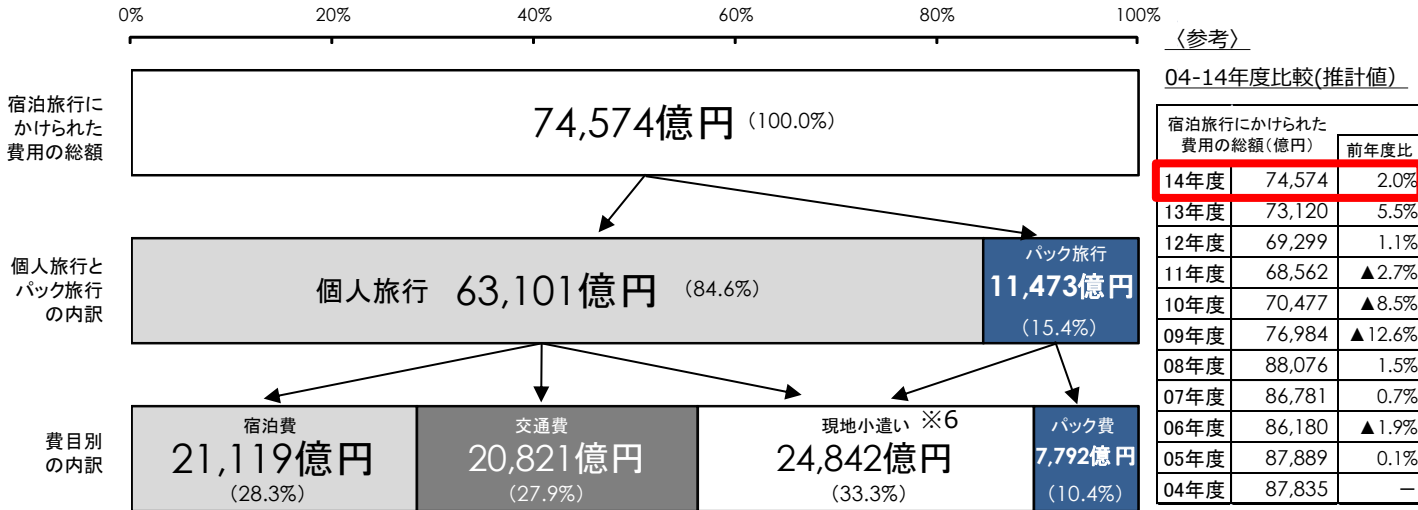 0% 20% 40% 60% 80% 100%
宿泊旅行に
かけられた
費用の総額
74,574億円 (100.0%)
個人旅行と
パック旅行
の内訳
個人旅行 63,101億円 (84.6%)
パック旅行
11,473億円
(15.4%)
費目別
の内訳
宿泊費
21,119億円
(28.3%)
交通費
20,821億円
(27.9%)
現地小遣い ※6
24,842億円
(33.3%)
パック費
7,792億円
(10.4%)
〈参考〉
04-14年度比較(推計値)
宿泊旅行にかけられた
費用の総額(億円) 前年度比
14年度 74,574 2.0%
13年度 73,120 5.5%
12年度 69,299 1.1%
11年度 68,562 ▲2.7%
10年度 70,477 ▲8.5%
09年度 76,984 ▲12.6%
08年度 88,076 1.5%
07年度 86,781 0.7%
06年度 86,180 ▲1.9%
05年度 87,889 0.1%
04年度 87,835 －